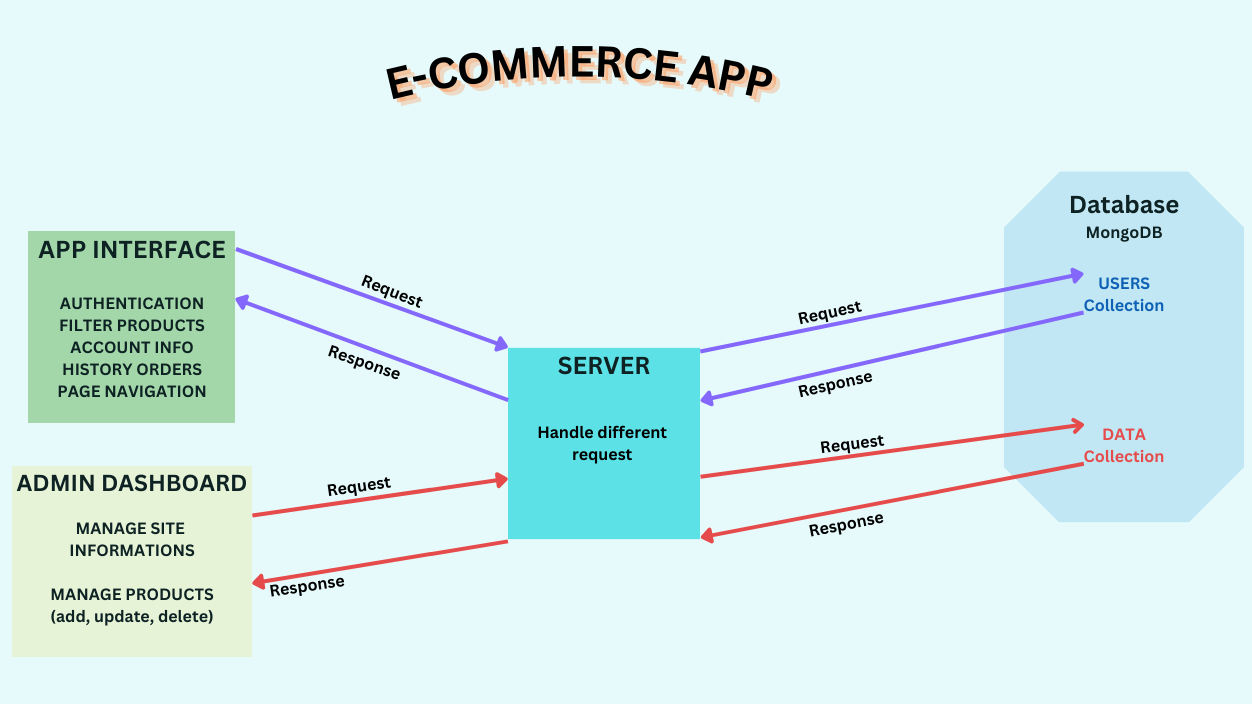 E-COMMERCE APP
APP INTERFACE
AUTHENTICATION
FILTER PRODUCTS
ACCOUNT INFO
HISTORY ORDERS
PAGE NAVIGATION
Request
Response
ADMIN DASHBOARD
MANAGE SITE
INFORMATIONS
MANAGE PRODUCTS
(add, update, delete)
Request
Response
SERVER
Handle different
request
Request
Response
Request
Response
Database
MongoDB
USERS
Collection
DATA
Collection